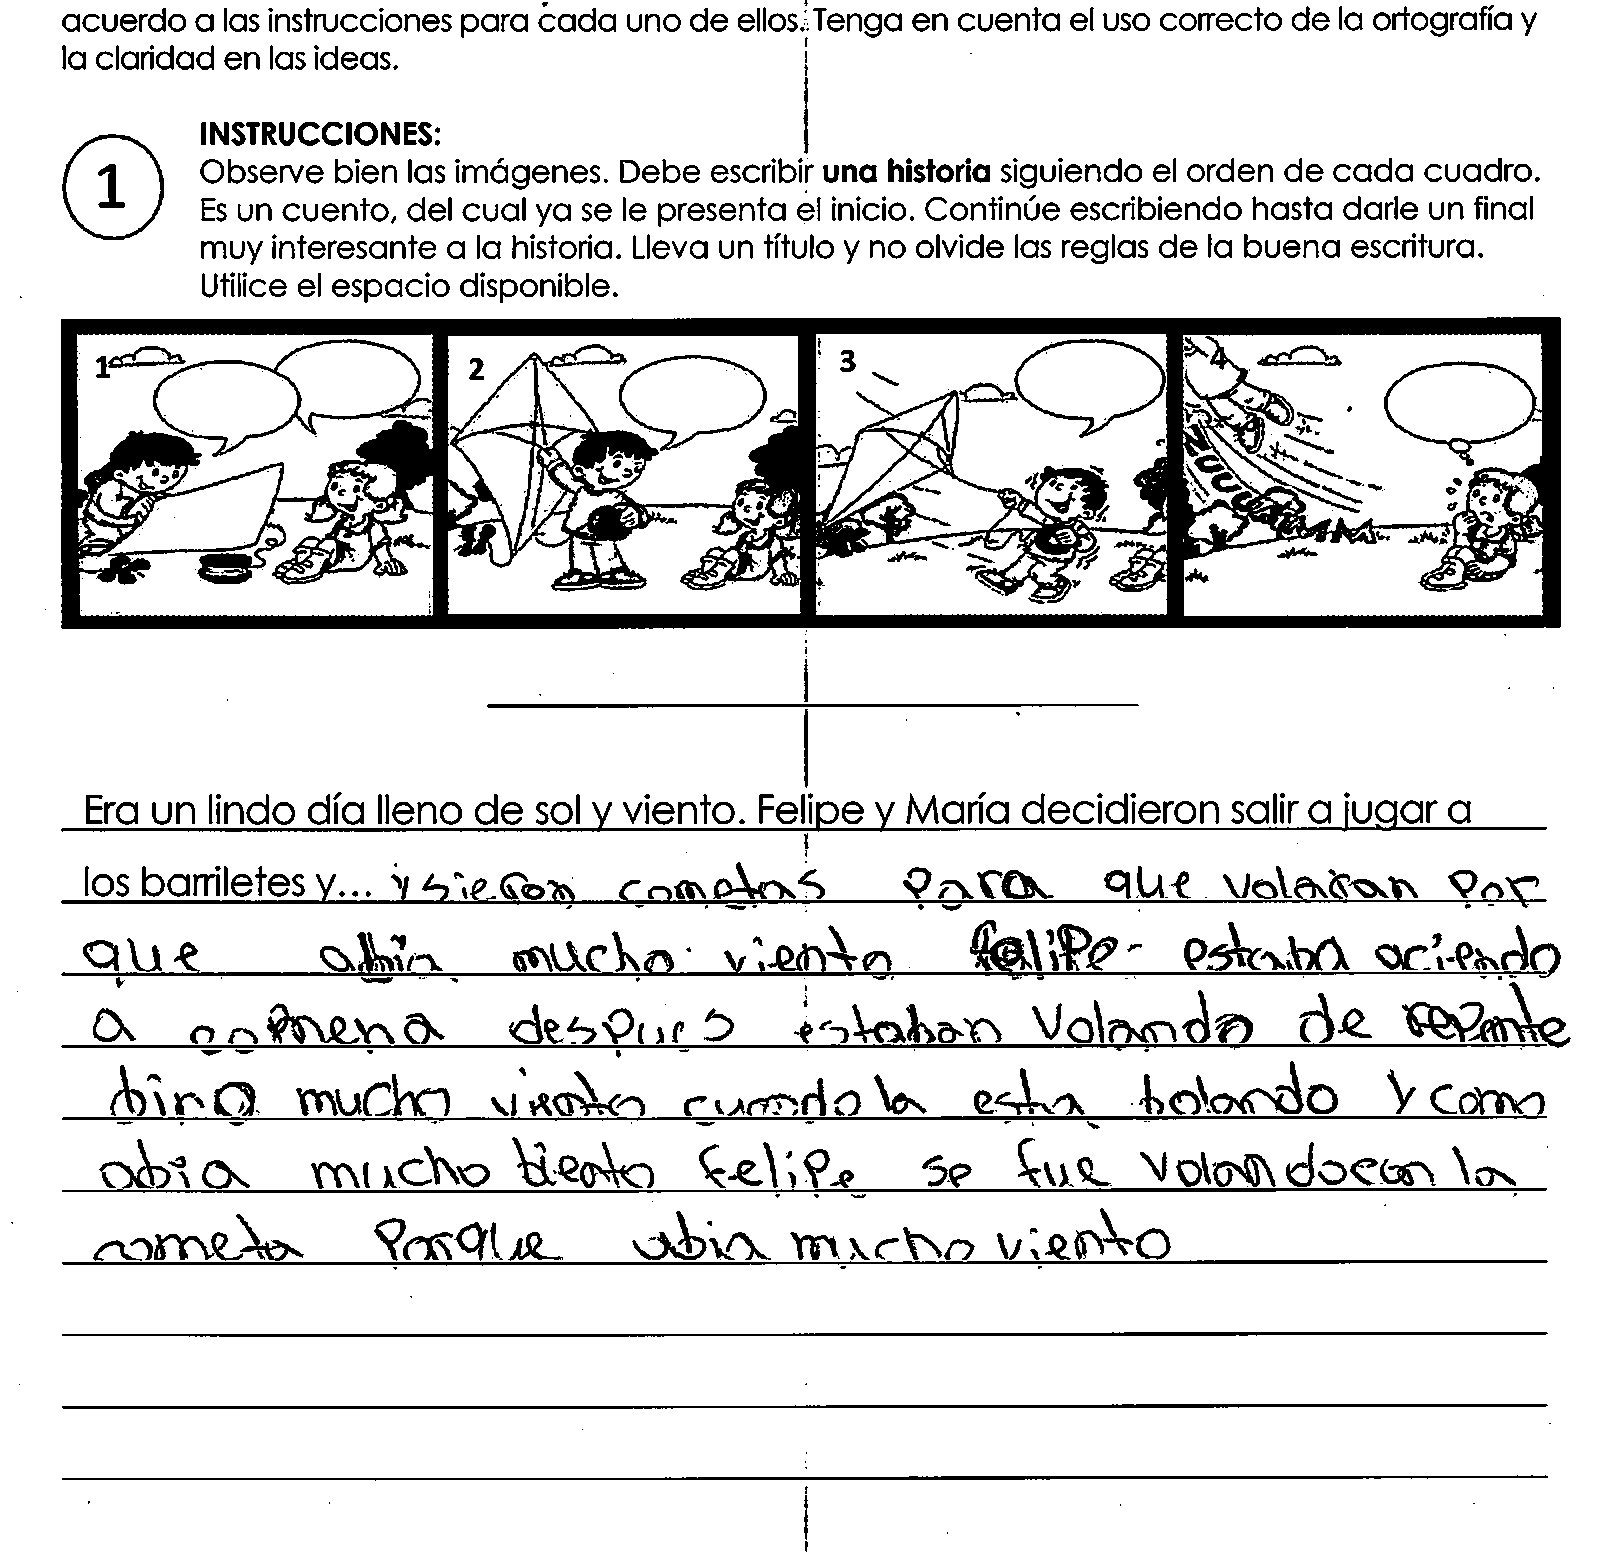 acuerdo a las instrucciones para cada uno de ellos. Tenga en cuenta el uso correcto de la ortografía y
la claridad en las ideas.
1
INSTRUCCIONES:
Observe bien las imágenes. Debe escribir una historia siguiendo el orden de cada cuadro.
Es un cuento, del cual ya se le presenta el inicio. Continúe escribiendo hasta darle un final
muy interesante a la historia. Lleva un título y no olvide las reglas de la buena escritura.
Utilice el espacio disponible.
1
2
3
4
ZUUUU
Era un lindo día lleno de sol y viento. Felipe y María decidieron salir a jugar a
los barriletes y... y sieron cometas para que volaran por
que abia mucho viento felipe estaba aciendo
a despues estaban volando de repente
bino mucho viento cuando la esta bolando y como
abia mucho biento felipe se fue volando con la
cometa porque abia mucho viento